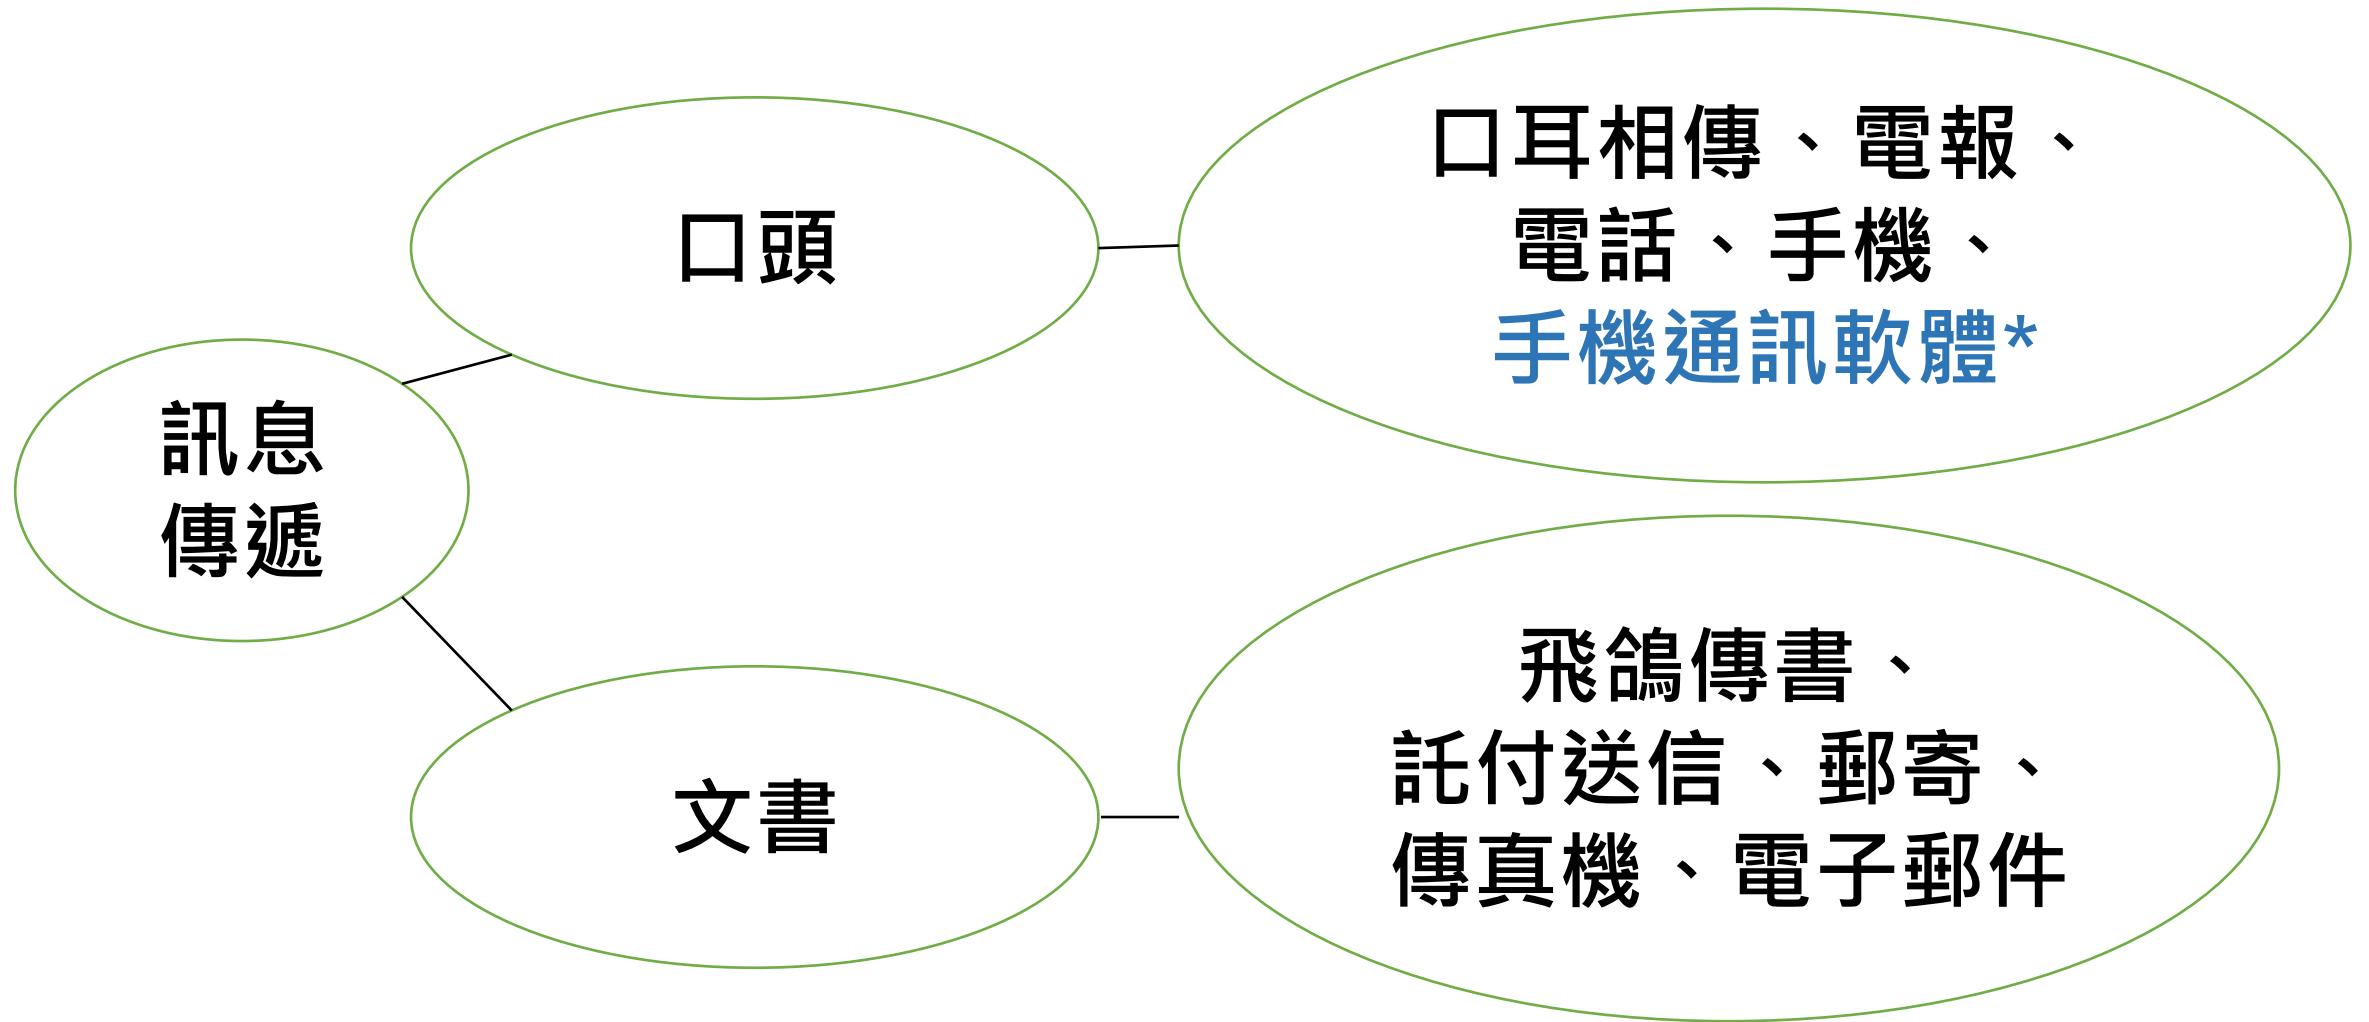 訊息
傳遞
口頭
口耳相傳、電報、
電話、手機、
手機通訊軟體*
文書
飛鴿傳書、
託付送信、郵寄、
傳真機、電子郵件